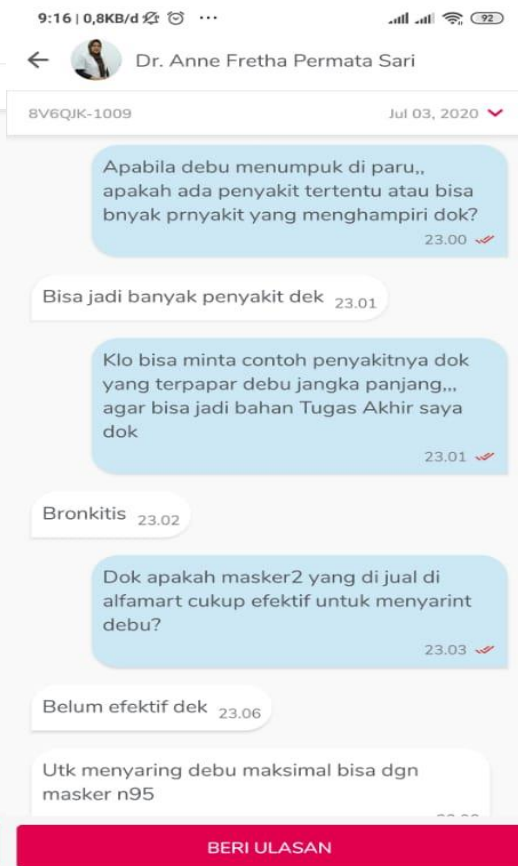 9:16 | 0,8KB/d
92
Dr. Anne Fretha Permata Sari
8V6QJK-1009
Jul 03, 2020
Apabila debu menumpuk di paru,,
apakah ada penyakit tertentu atau bisa
bnyak prnyakit yang menghampiri dok?
23.00
Bisa jadi banyak penyakit dek 23.01
Klo bisa minta contoh penyakitnya dok
yang terpapar debu jangka panjang,,,
agar bisa jadi bahan Tugas Akhir saya
dok
23.01
Bronkitis 23.02
Dok apakah masker2 yang di jual di
alfamart cukup efektif untuk menyarint
debu?
23.03
Belum efektif dek 23.06
Utk menyaring debu maksimal bisa dgn
masker n95
BERI ULASAN